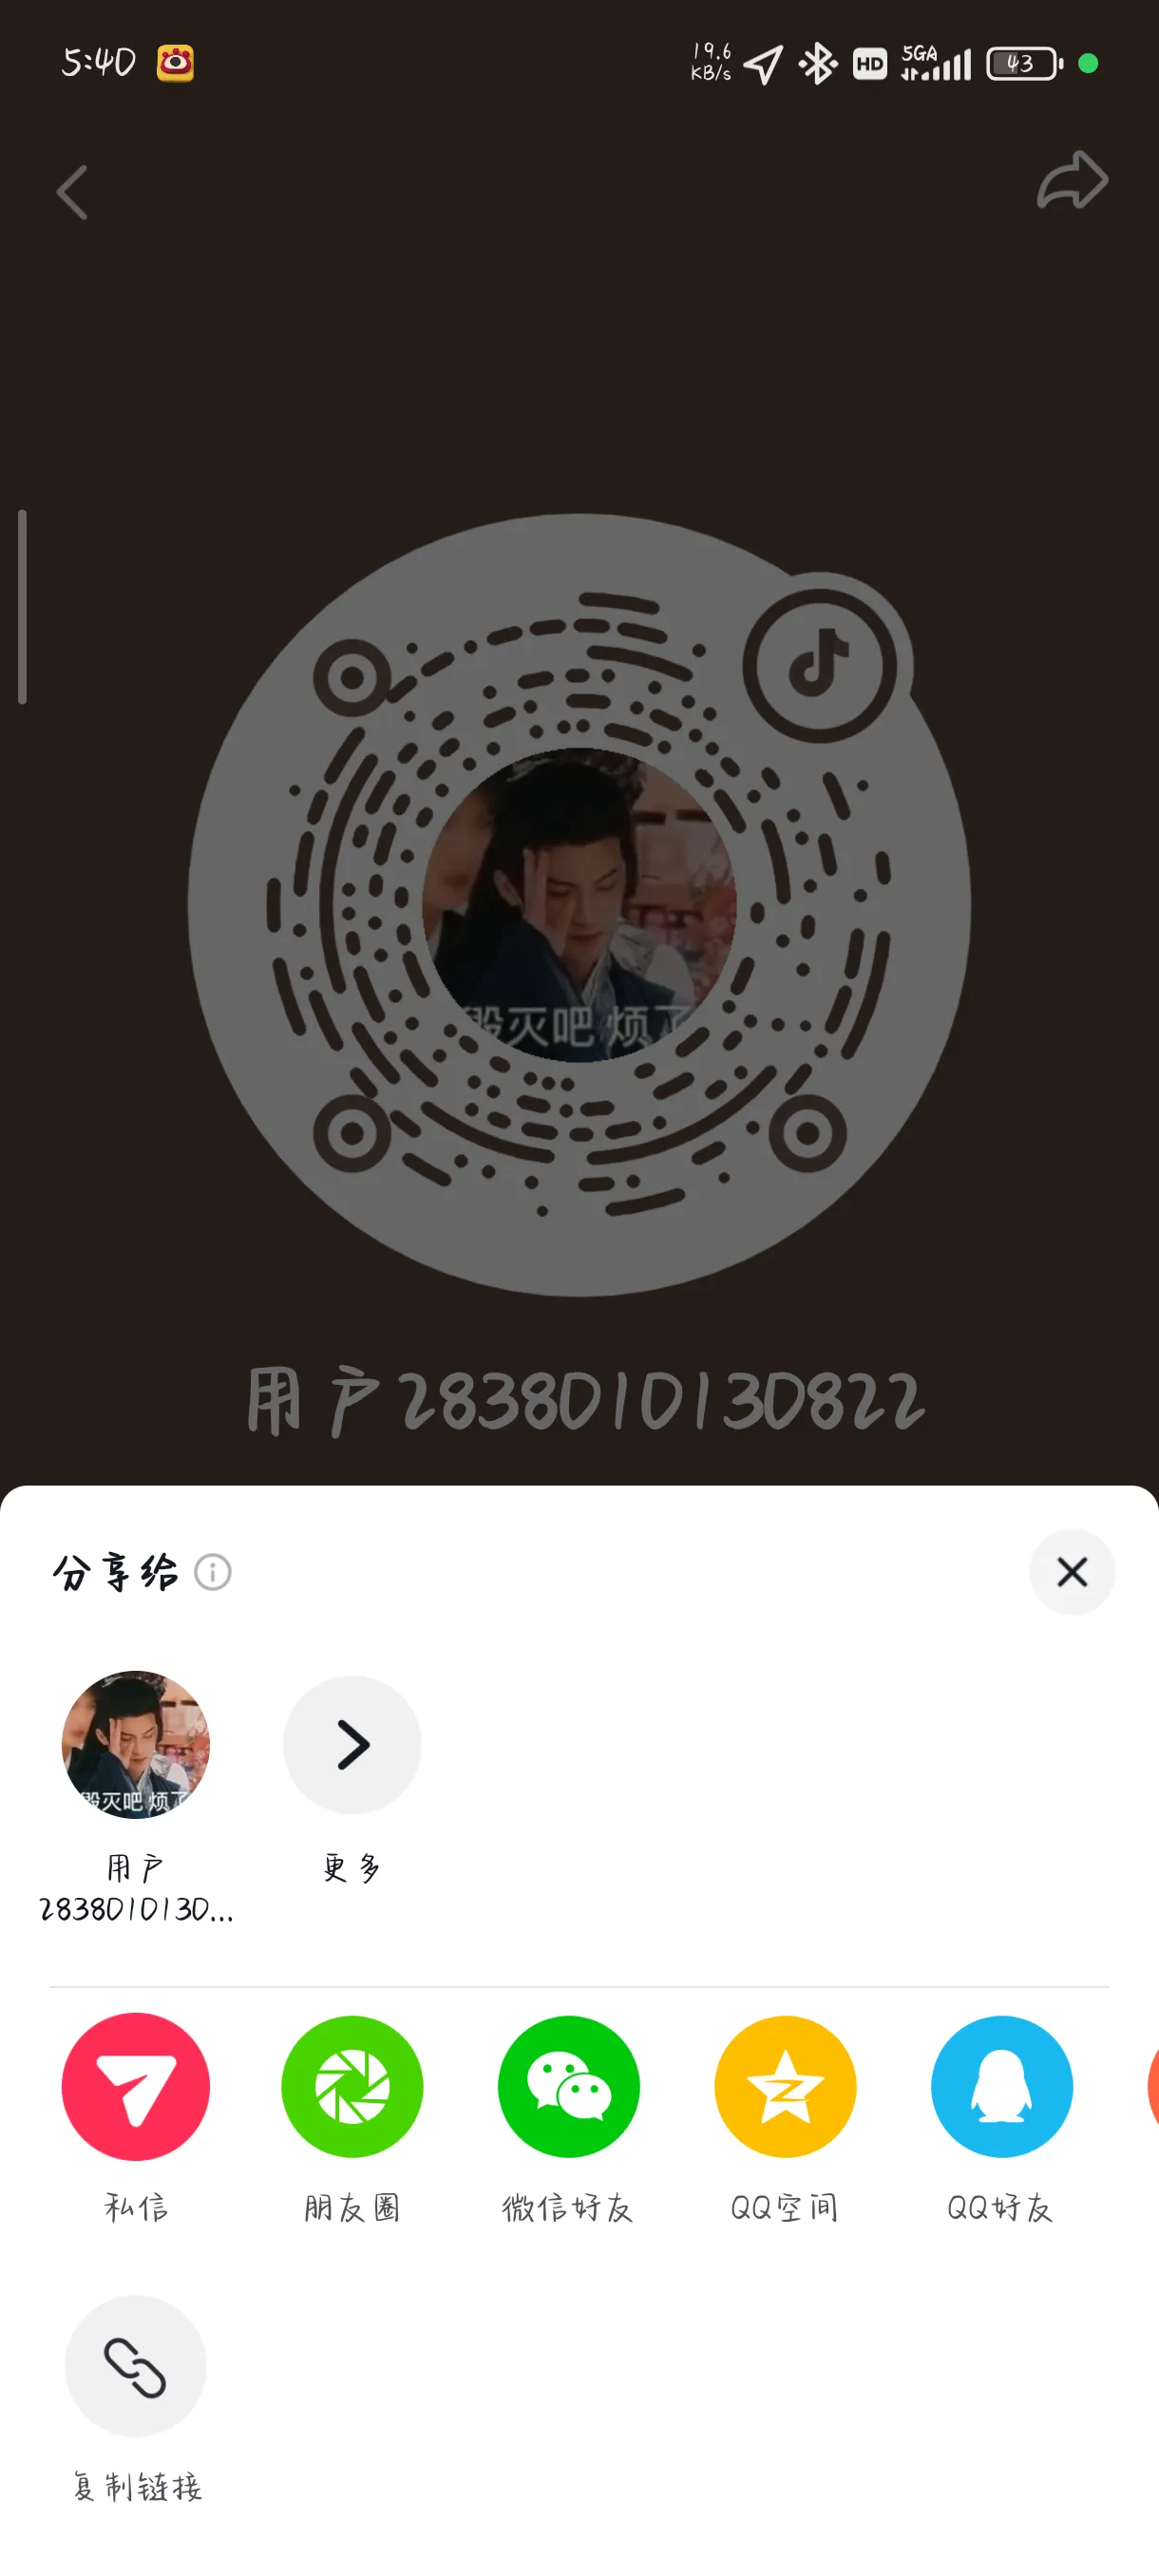 5:40
19.6
KB/s
HD
5GA
43
毁灭吧 烦了
用户2838010130822
分享给
毁灭吧 烦了
用户
2838010130...
更多
私信
朋友圈
微信好友
QQ空间
QQ好友
复制链接